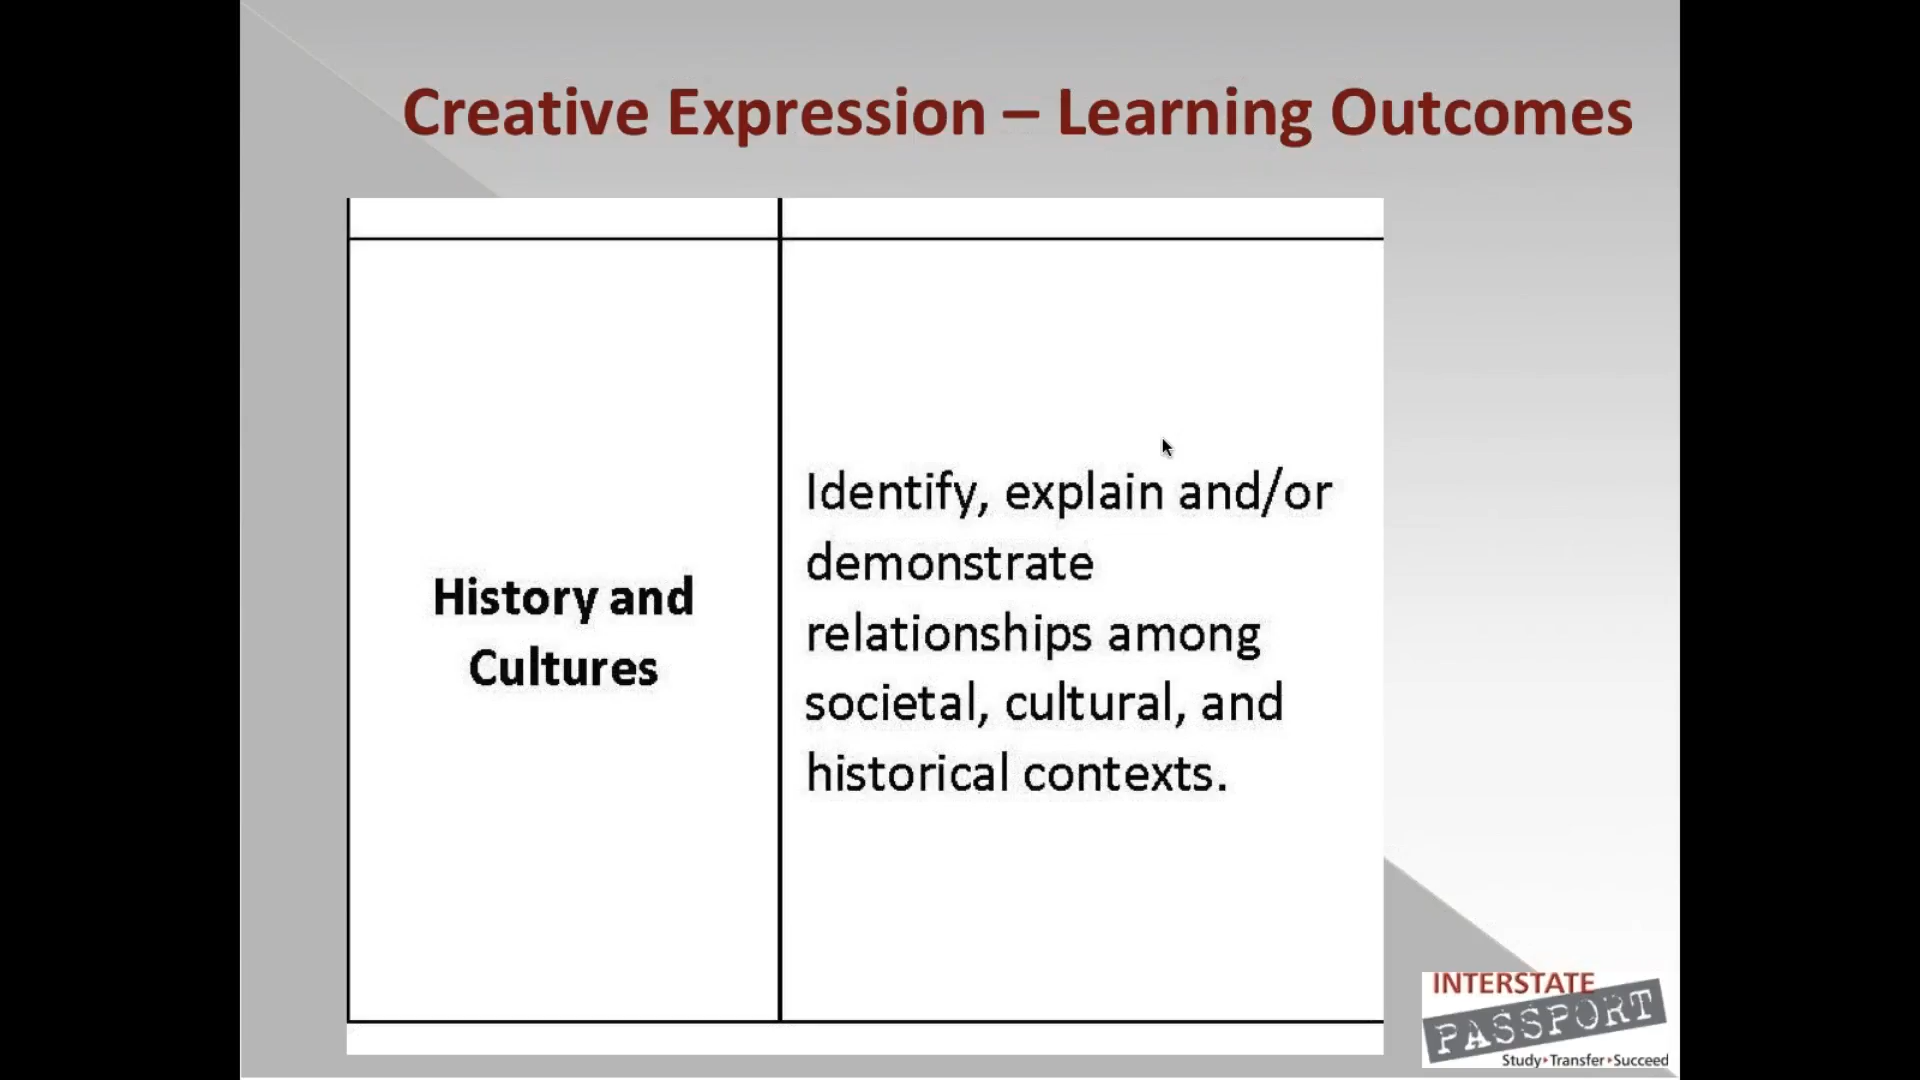 Creative Expression – Learning Outcomes
History and
Cultures
Identify, explain and/or
demonstrate
relationships among
societal, cultural, and
historical contexts.
INTERSTATE
PASSPORT
Study‣Transfer‣Succeed